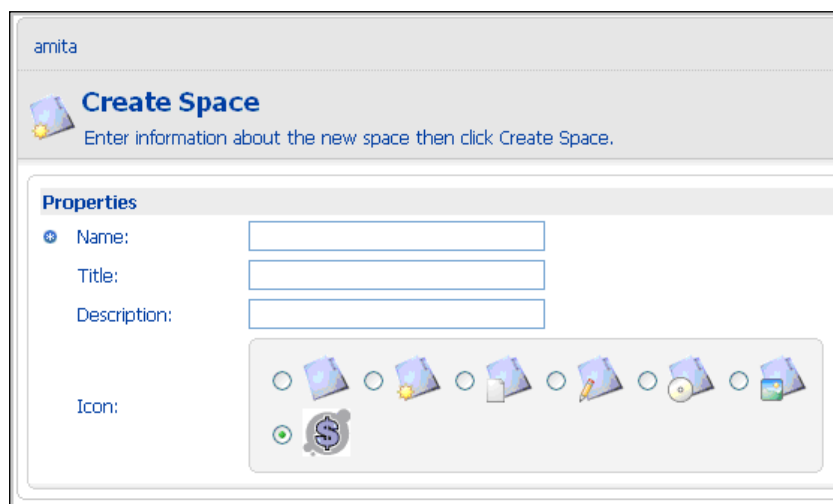 amita
Create Space
Enter information about the new space then click Create Space.
Properties
Name:
Title:
Description:
Icon:
$